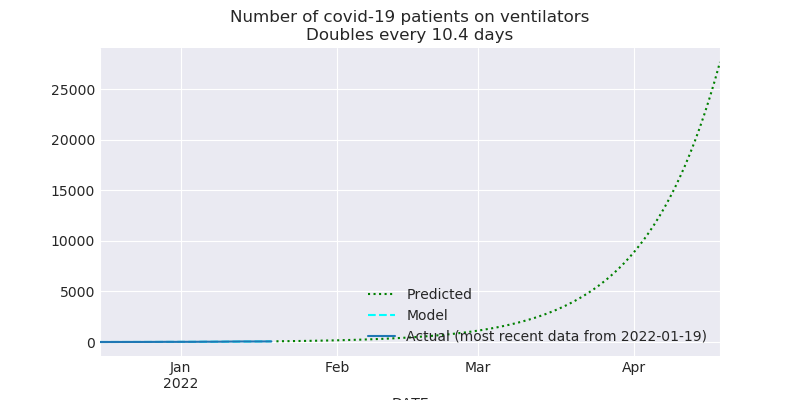 Number of covid-19 patients on ventilators
Doubles every 10.4 days
25000
20000
15000
10000
5000
0
Predicted
Model
Actual (most recent data from 2022-01-19)
Jan Feb Mar Apr
2022
DATE